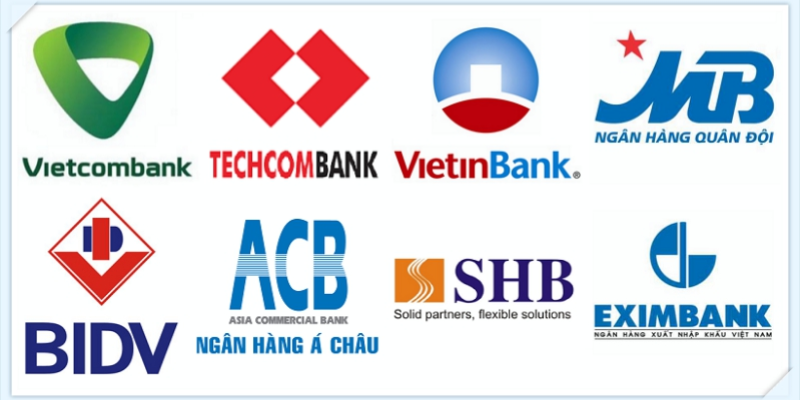 Vietcombank
TECHCOMBANK
VietinBank®
MB
NGÂN HÀNG QUÂN ĐỘI
BIDV
ACB
ASIA COMMERCIAL BANK
NGÂN HÀNG Á CHÂU
SHB
Solid partners, flexible solutions
EXIMBANK
NGÂN HÀNG XUẤT NHẬP KHẨU VIỆT NAM